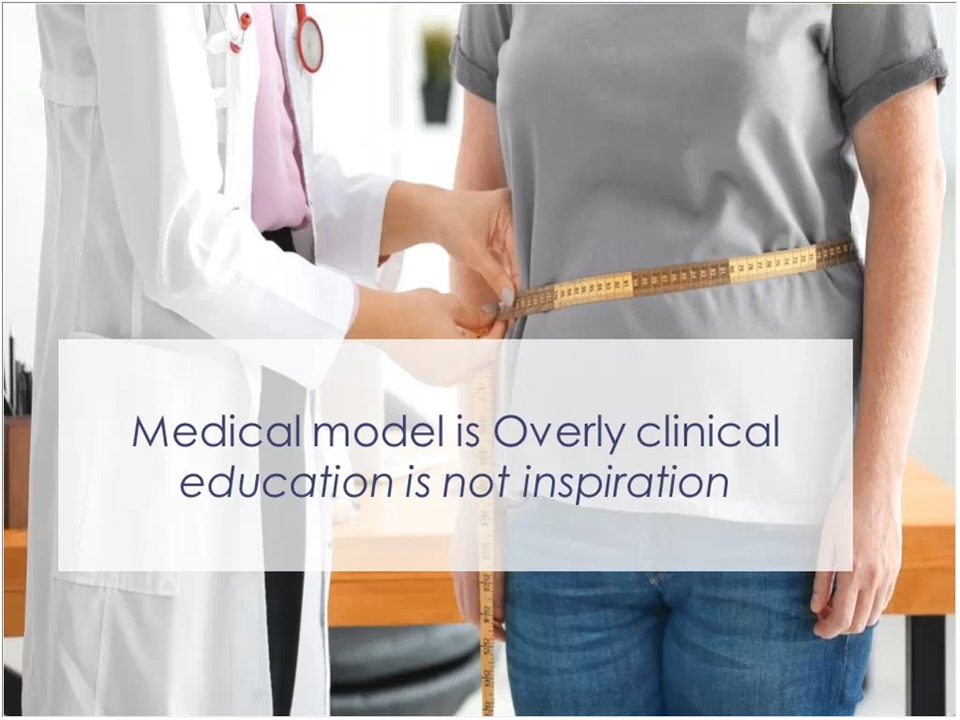 Medical model is Overly clinical
education is not inspiration